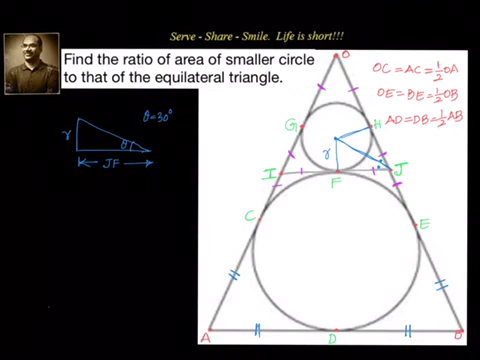 Serve - Share - Smile. Life is short!!!
Find the ratio of area of smaller circle
to that of the equilateral triangle.
O
OC = AC = 1/2 OA
OE = BE = 1/2 OB
AD = DB = 1/2 AB
θ = 30°
r
θ
JF
G
H
r
I
F
J
C
E
A
D
O